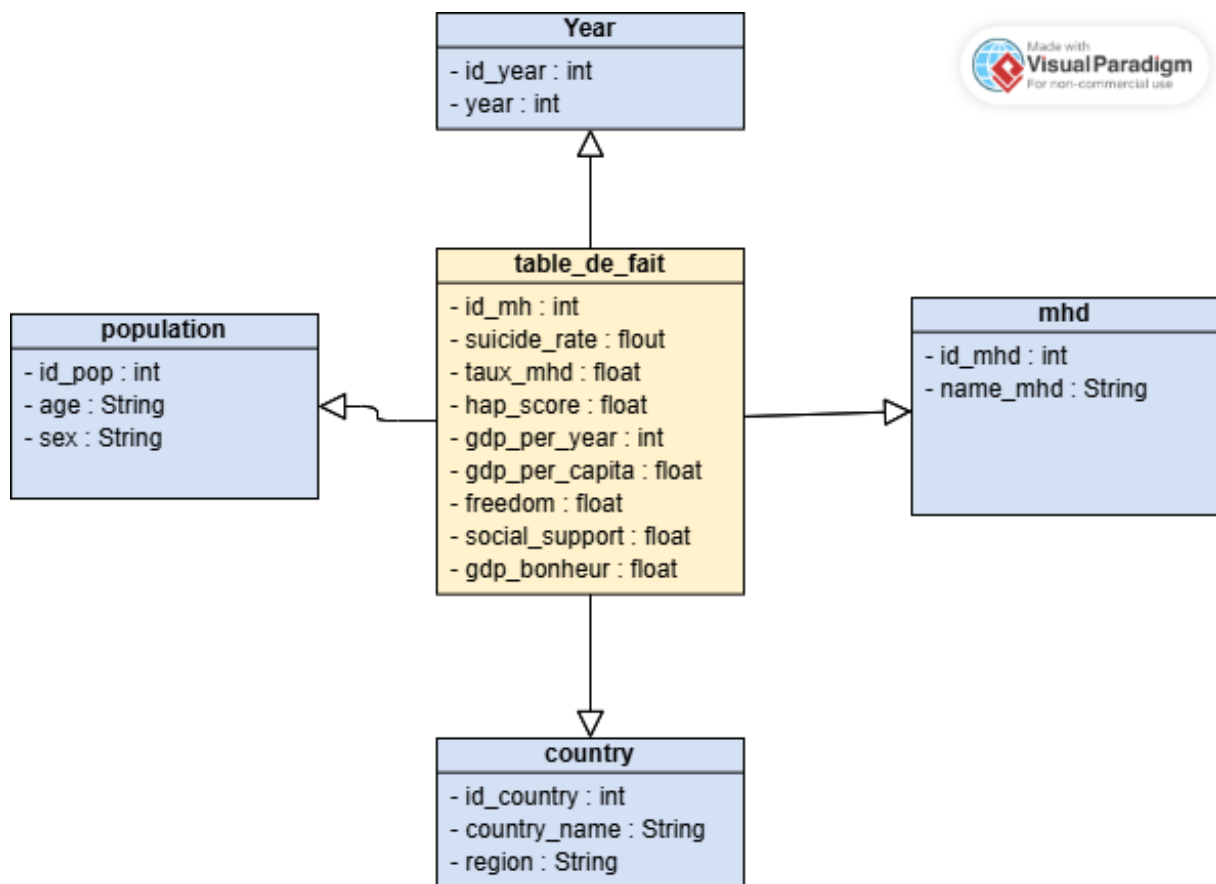 Year
- id_year : int
- year : int
Made with
Visual Paradigm
For non-commercial use
table_de_fait
- id_mh : int
- suicide_rate : flout
- taux_mhd : float
- hap_score : float
- gdp_per_year : int
- gdp_per_capita : float
- freedom : float
- social_support : float
- gdp_bonheur : float
population
- id_pop : int
- age : String
- sex : String
mhd
- id_mhd : int
- name_mhd : String
country
- id_country : int
- country_name : String
- region : String